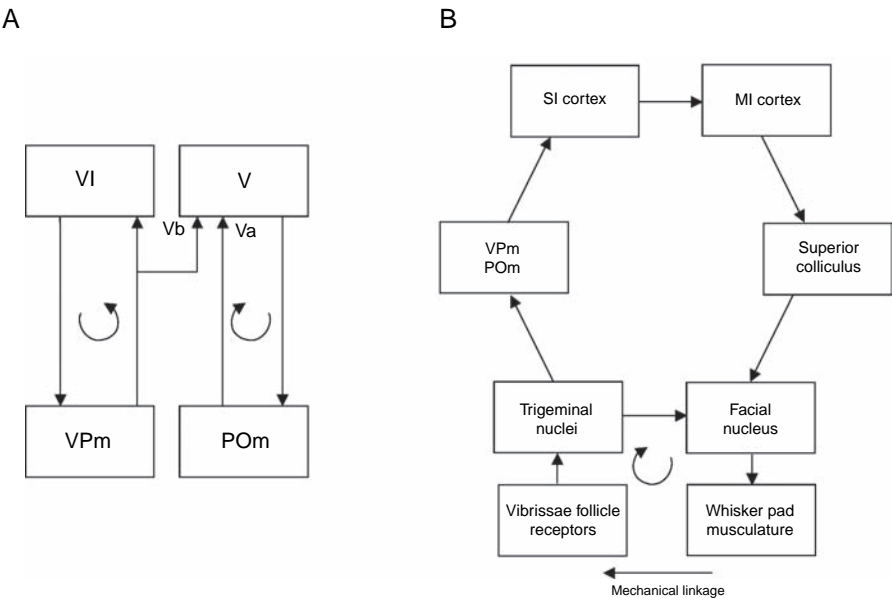 A
VI
V
Vb
Va
VPm
POm
B
SI cortex
MI cortex
VPm
POm
Superior
colliculus
Trigeminal
nuclei
Facial
nucleus
Vibrissae follicle
receptors
Whisker pad
musculature
Mechanical linkage